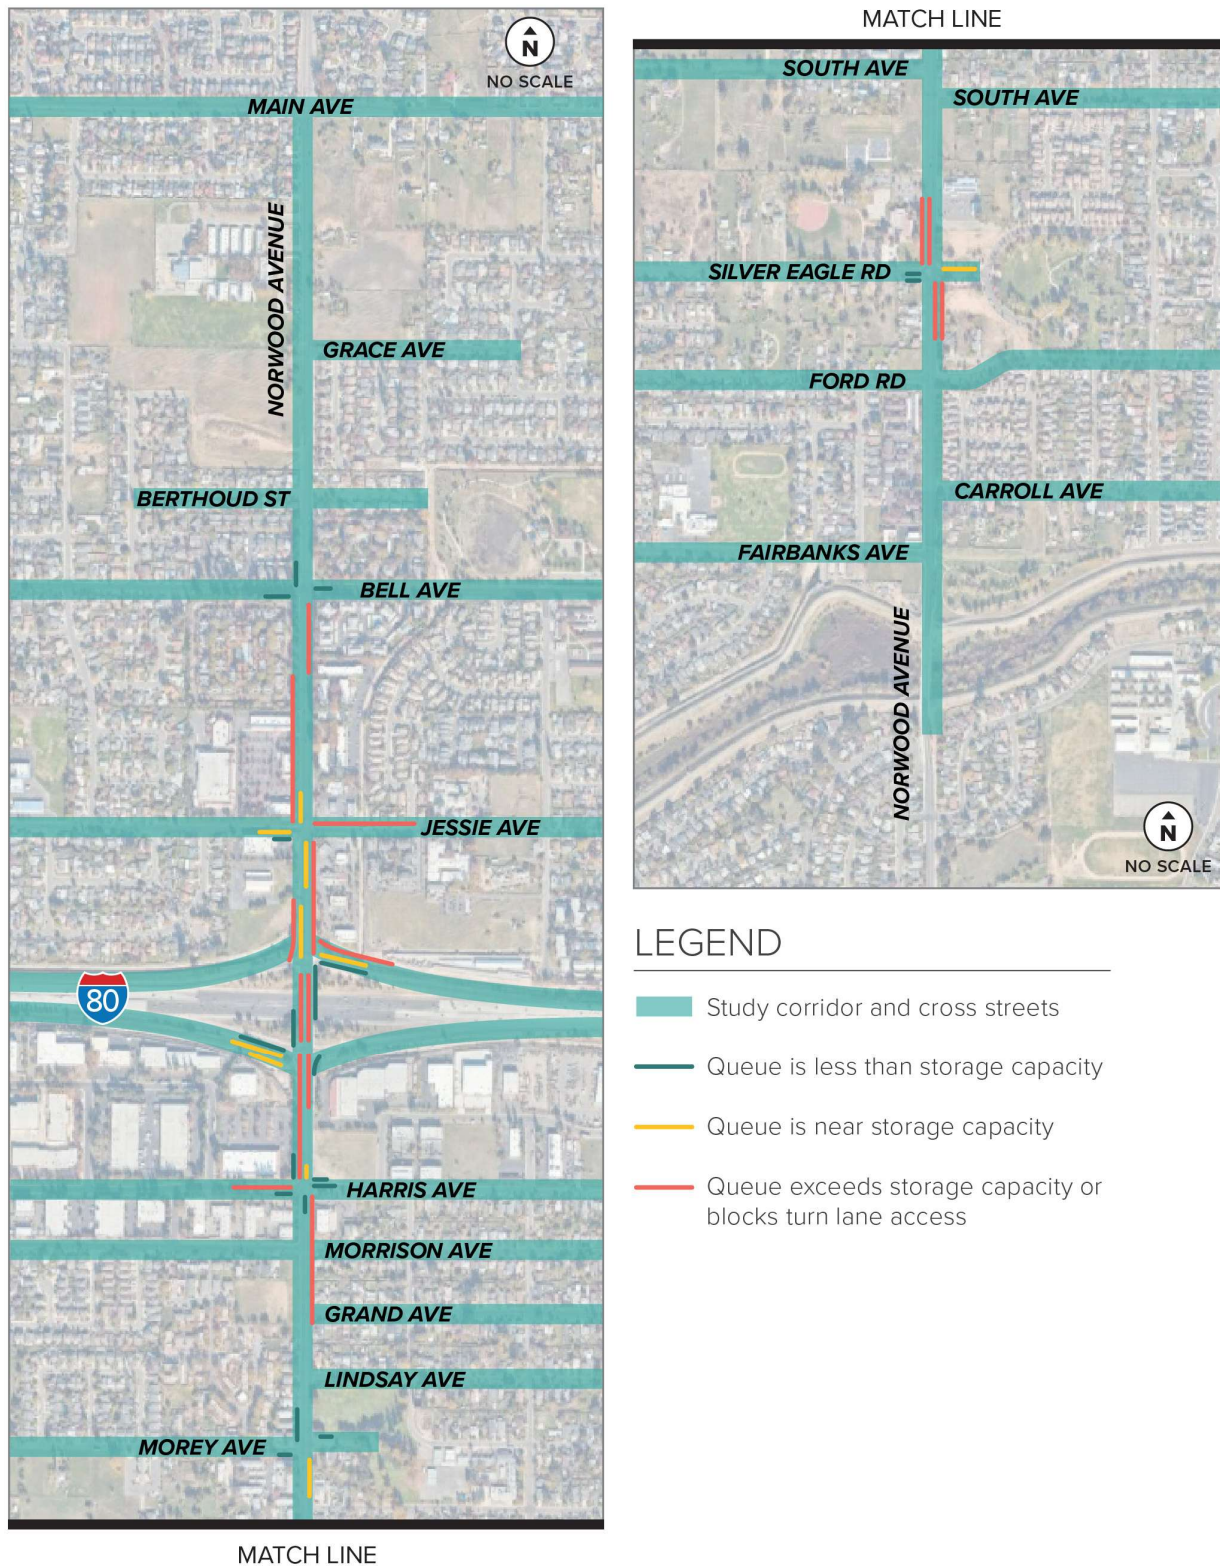 N
NO SCALE
MAIN AVE
NORWOOD AVENUE
GRACE AVE
BERTHOUD ST
BELL AVE
JESSIE AVE
80
HARRIS AVE
MORRISON AVE
GRAND AVE
LINDSAY AVE
MOREY AVE
MATCH LINE
MATCH LINE
SOUTH AVE
SOUTH AVE
SILVER EAGLE RD
FORD RD
CARROLL AVE
FAIRBANKS AVE
NORWOOD AVENUE
N
NO SCALE
LEGEND
Study corridor and cross streets
Queue is less than storage capacity
Queue is near storage capacity
Queue exceeds storage capacity or
blocks turn lane access